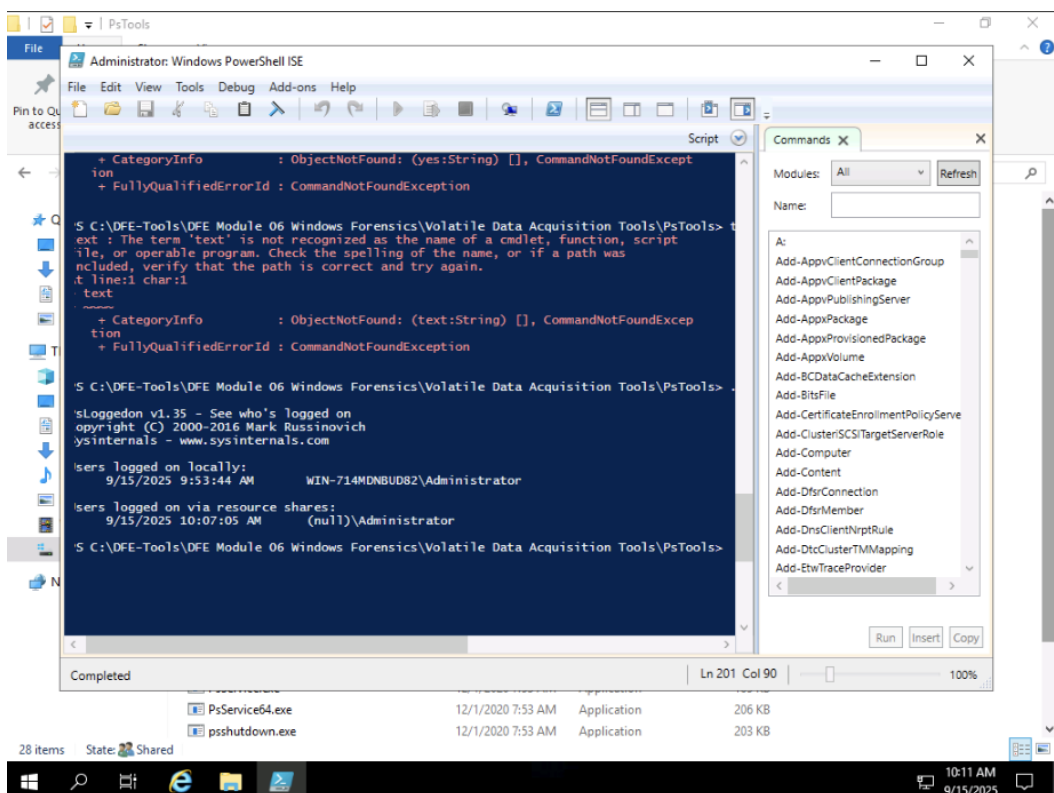 PsTools
File
Pin to Qu
access
Administrator: Windows PowerShell ISE
File Edit View Tools Debug Add-ons Help
Script
+ CategoryInfo : ObjectNotFound: (yes:String) [], CommandNotFoundExcept
ion
+ FullyQualifiedErrorId : CommandNotFoundException
'S C:\DFE-Tools\DFE Module 06 Windows Forensics\Volatile Data Acquisition Tools\PsTools> t
ext : The term 'text' is not recognized as the name of a cmdlet, function, script
ile, or operable program. Check the spelling of the name, or if a path was
ncluded, verify that the path is correct and try again.
t line:1 char:1
text
~~~~
+ CategoryInfo : ObjectNotFound: (text:String) [], CommandNotFoundExcep
tion
+ FullyQualifiedErrorId : CommandNotFoundException
'S C:\DFE-Tools\DFE Module 06 Windows Forensics\Volatile Data Acquisition Tools\PsTools> .
sLoggedon v1.35 - See who's logged on
opyright (C) 2000-2016 Mark Russinovich
ysinternals - www.sysinternals.com
sers logged on locally:
9/15/2025 9:53:44 AM WIN-714MDNBUD82\Administrator
sers logged on via resource shares:
9/15/2025 10:07:05 AM (null)\Administrator
'S C:\DFE-Tools\DFE Module 06 Windows Forensics\Volatile Data Acquisition Tools\PsTools>
Completed
Ln 201 Col 90
100%
Commands
Modules: All Refresh
Name:
A:
Add-AppvClientConnectionGroup
Add-AppvClientPackage
Add-AppvPublishingServer
Add-AppxPackage
Add-AppxProvisionedPackage
Add-AppxVolume
Add-BCDataCacheExtension
Add-BitsFile
Add-CertificateEnrollmentPolicyServe
Add-ClusteriSCSITargetServerRole
Add-Computer
Add-Content
Add-DfsrConnection
Add-DfsrMember
Add-DnsClientNrptRule
Add-DtcClusterTMMapping
Add-EtwTraceProvider
Run Insert Copy
PsService64.exe 12/1/2020 7:53 AM Application 206 KB
psshutdown.exe 12/1/2020 7:53 AM Application 203 KB
28 items State: Shared
10:11 AM
9/15/2025